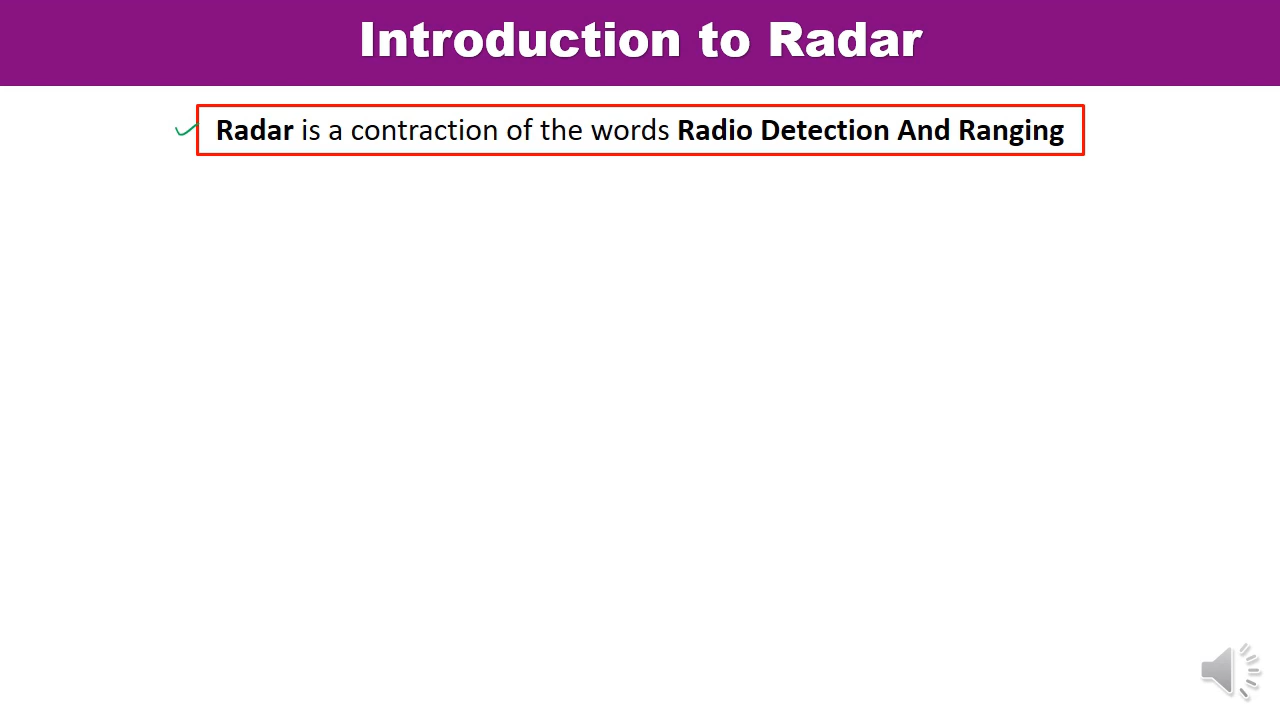 Introduction to Radar
Radar is a contraction of the words Radio Detection And Ranging